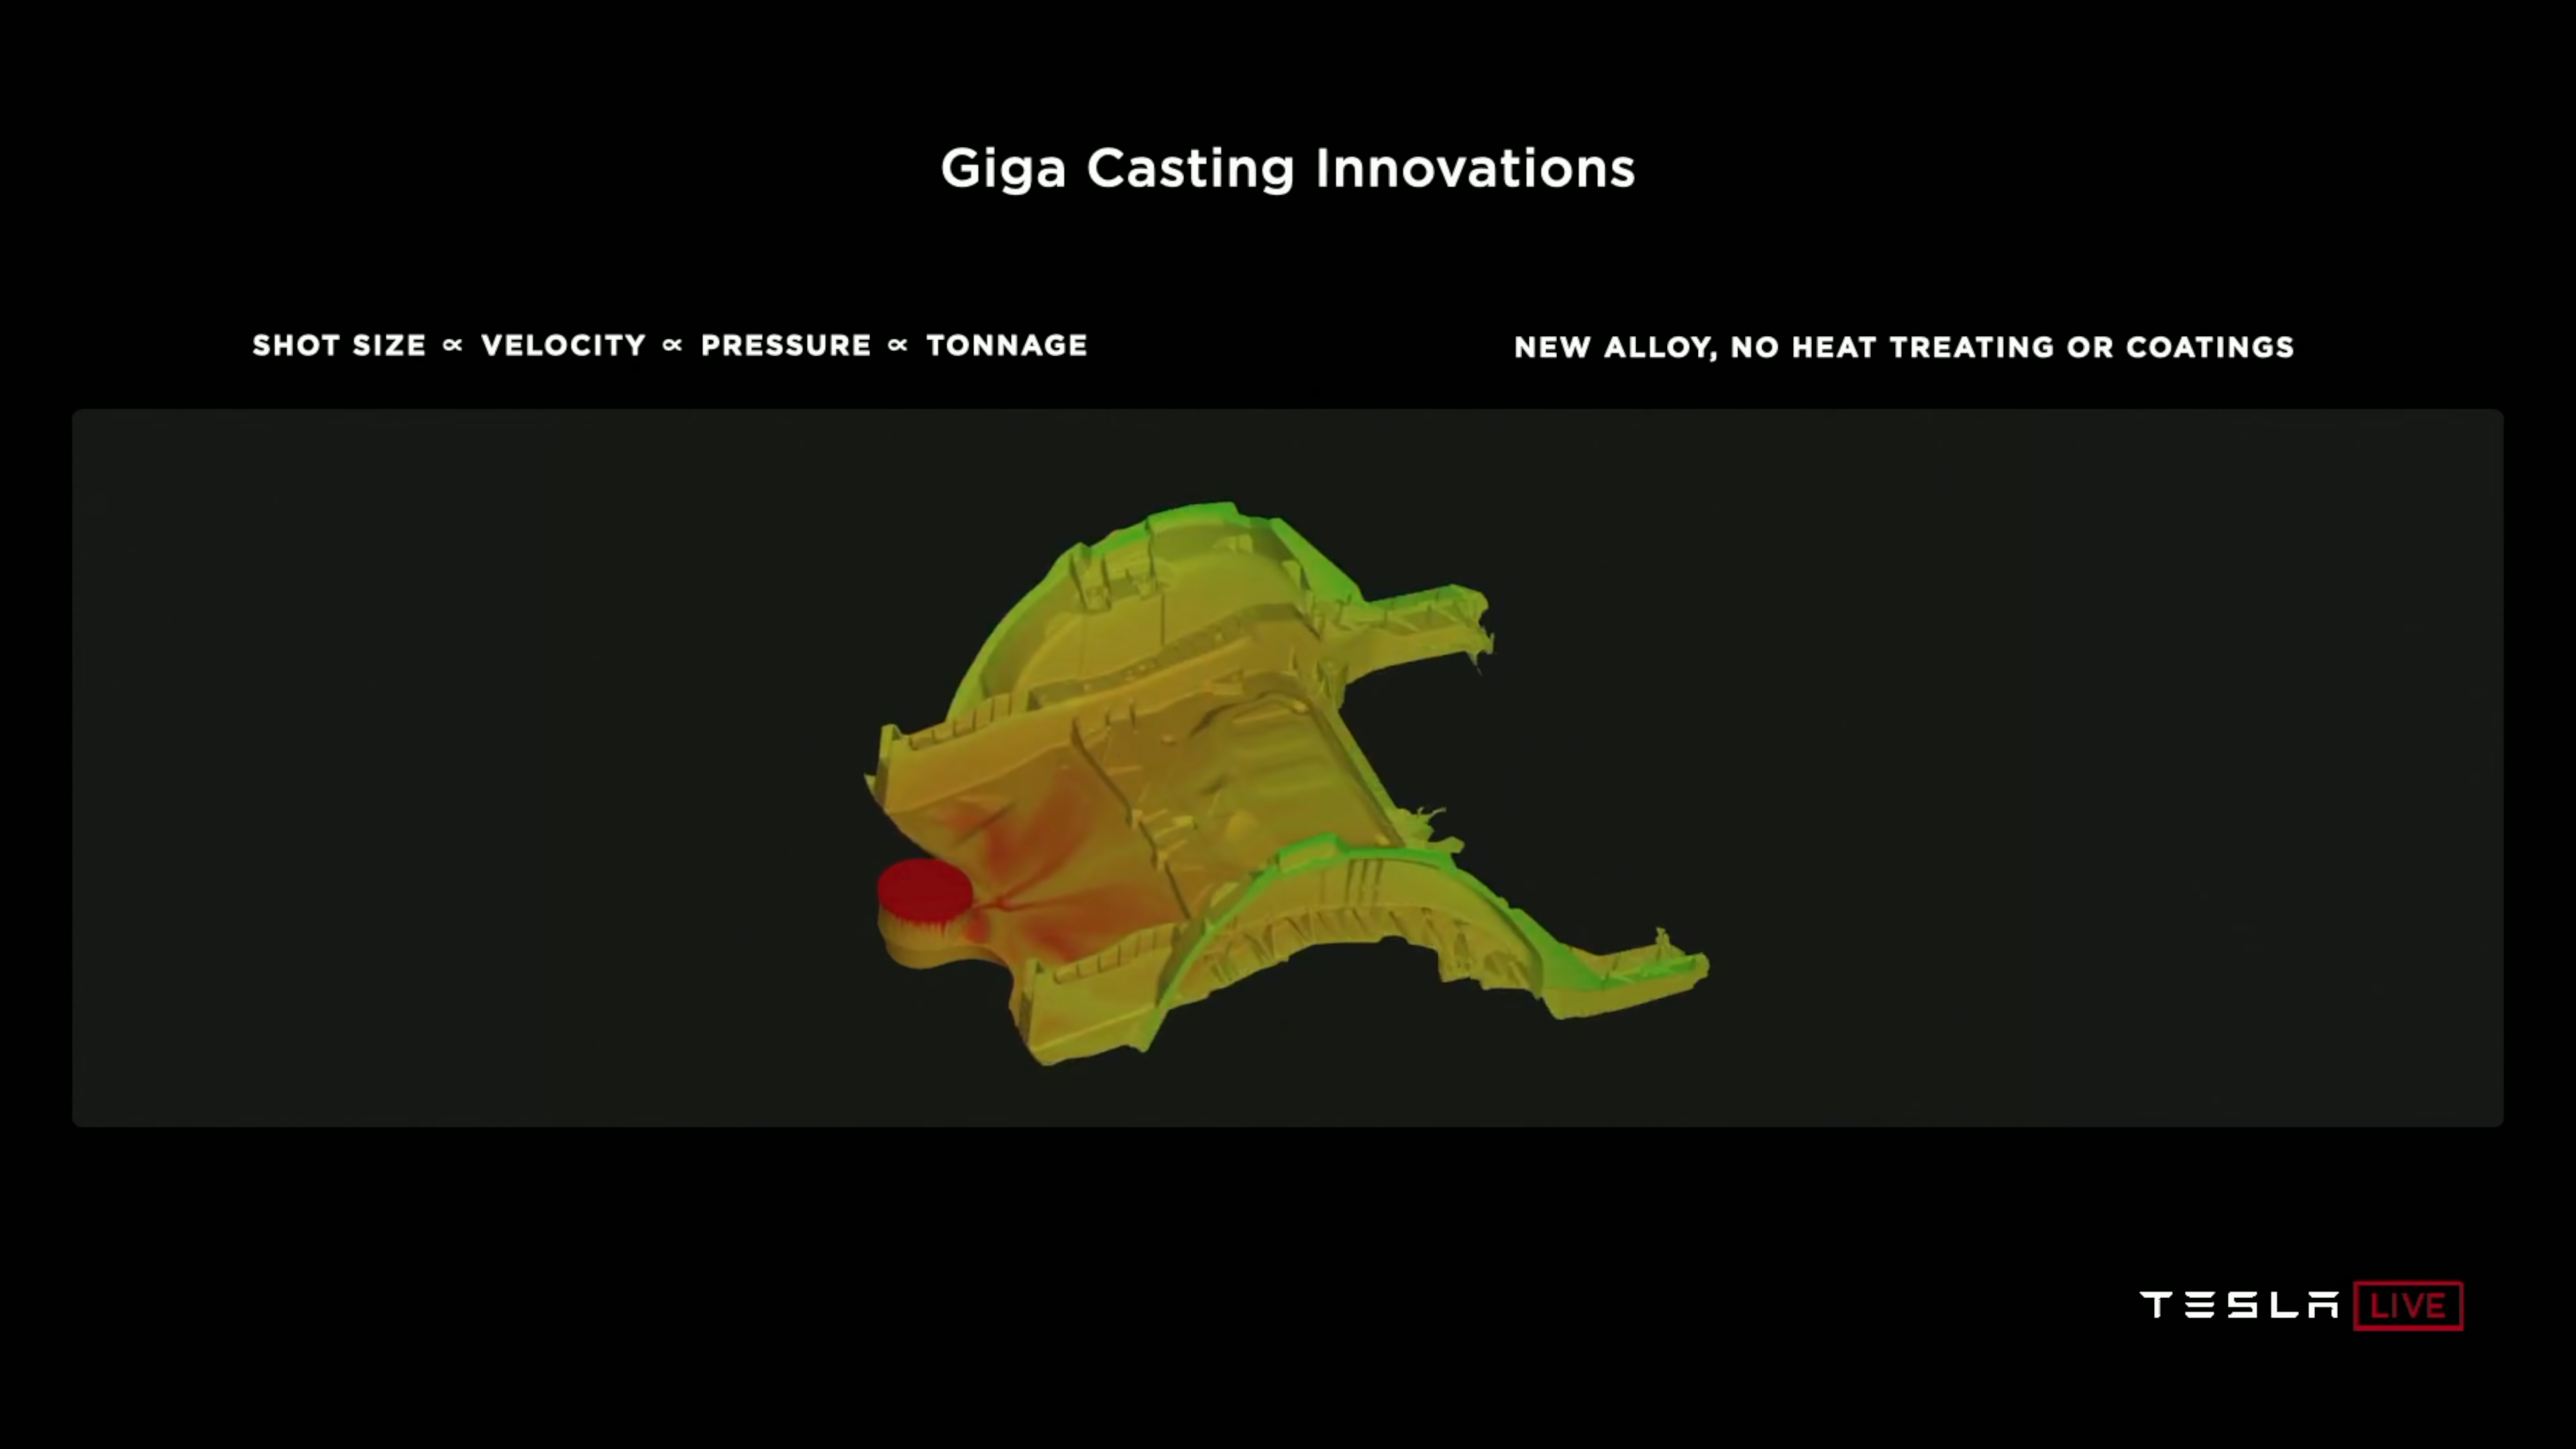 Giga Casting Innovations
SHOT SIZE ∝ VELOCITY ∝ PRESSURE ∝ TONNAGE
NEW ALLOY, NO HEAT TREATING OR COATINGS
TESLA LIVE